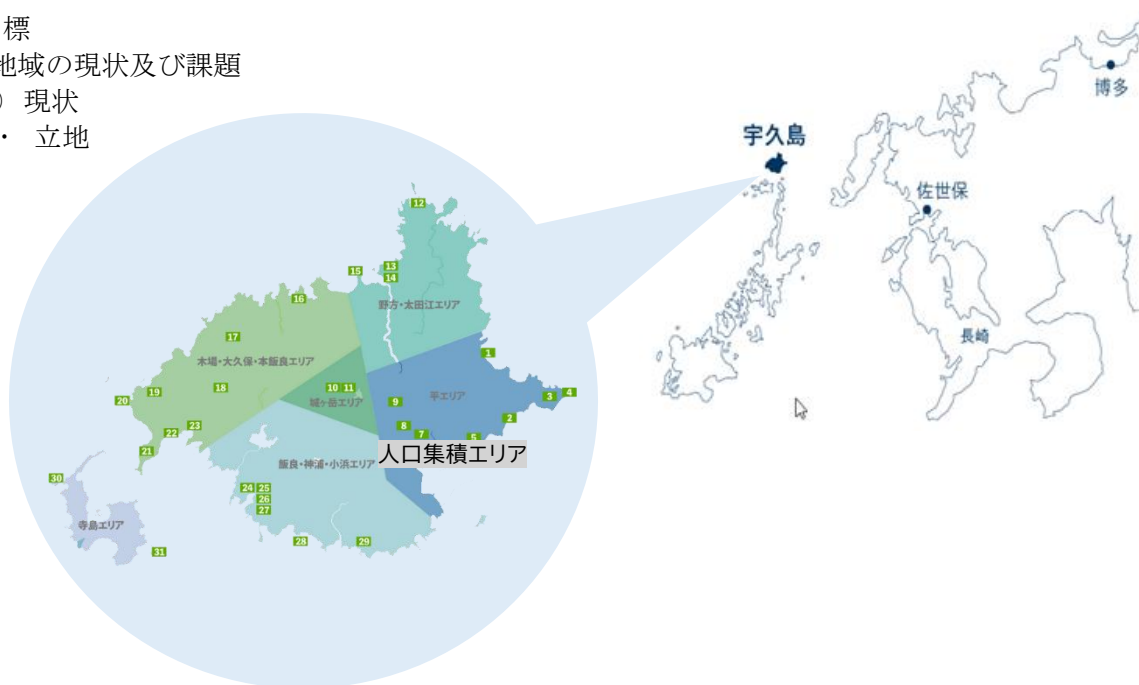 標
地域の現状及び課題
) 現状
・ 立地
博多
宇久島
佐世保
長崎
12
13
14
15
野方・太田江エリア
16
17
木場・大久保・本飯良エリア
18
19
20
21
22
23
10 11
城ヶ岳エリア
1
2
3
4
平エリア
9
8
7
5
人口集積エリア
飯良・神浦・小浜エリア
24 25
26
27
28
29
30
寺島エリア
31